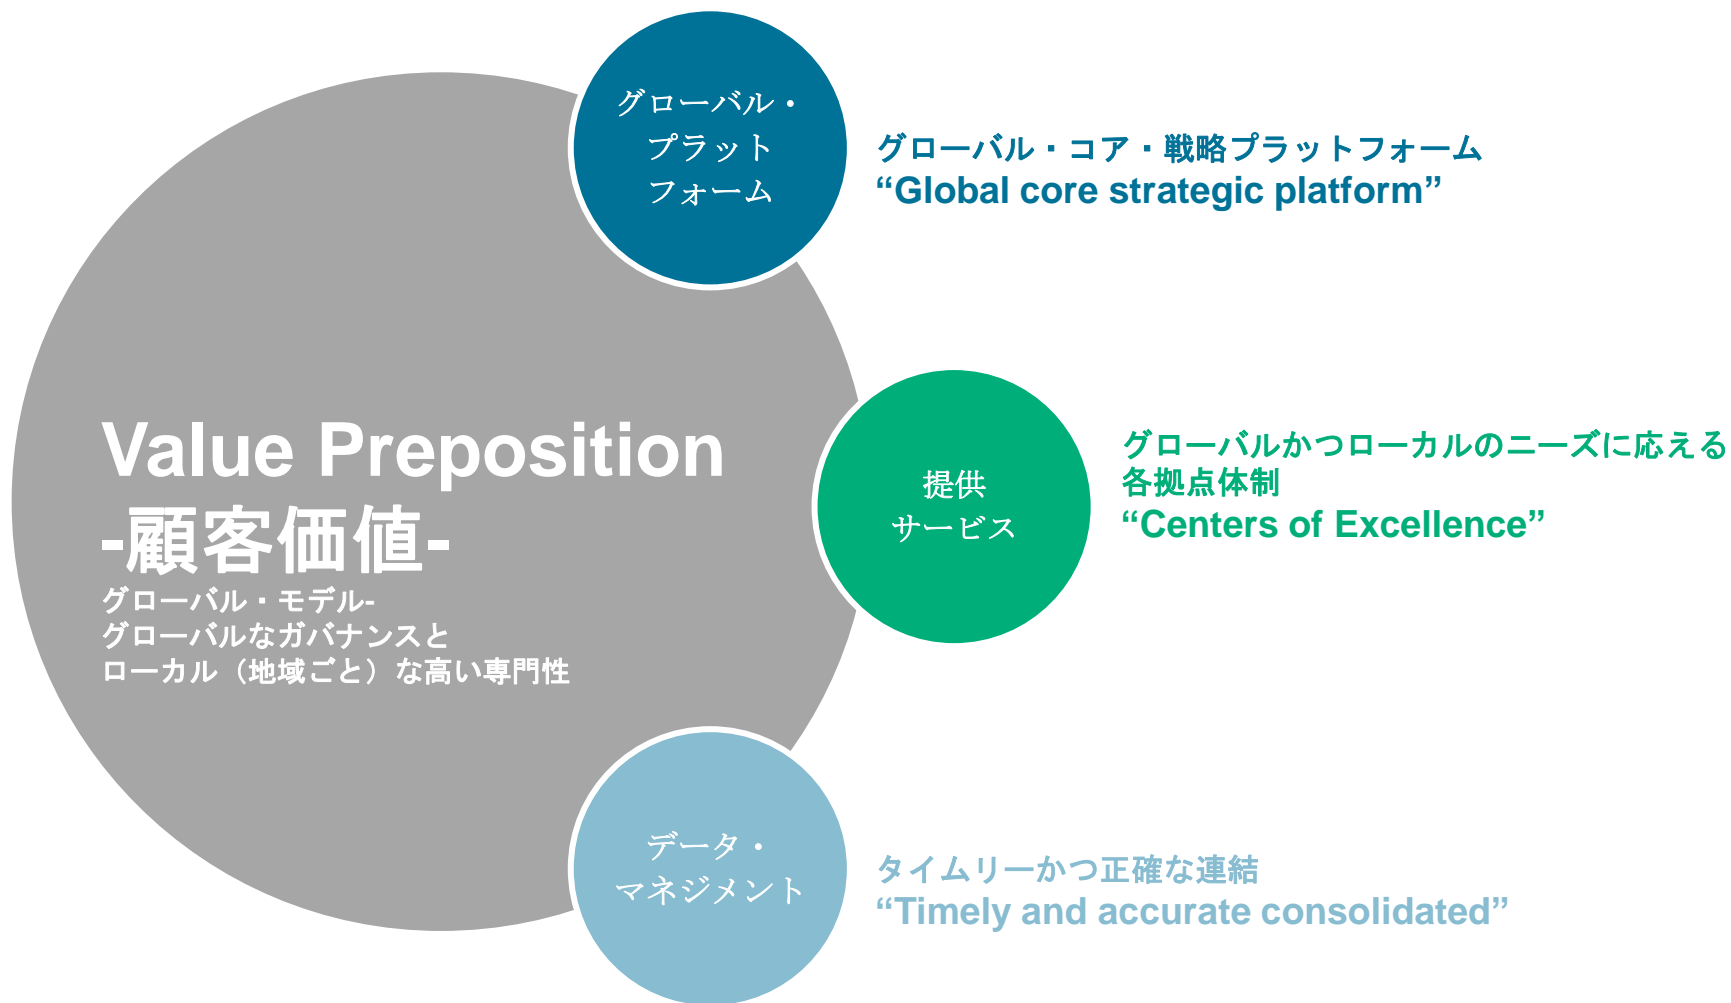 Value Preposition
-顧客価値-
グローバル・モデル-
グローバルなガバナンスと
ローカル（地域ごと）な高い専門性
グローバル・
プラット
フォーム
グローバル・コア・戦略プラットフォーム
“Global core strategic platform”
提供
サービス
グローバルかつローカルのニーズに応える
各拠点体制
“Centers of Excellence”
データ・
マネジメント
タイムリーかつ正確な連結
“Timely and accurate consolidated”